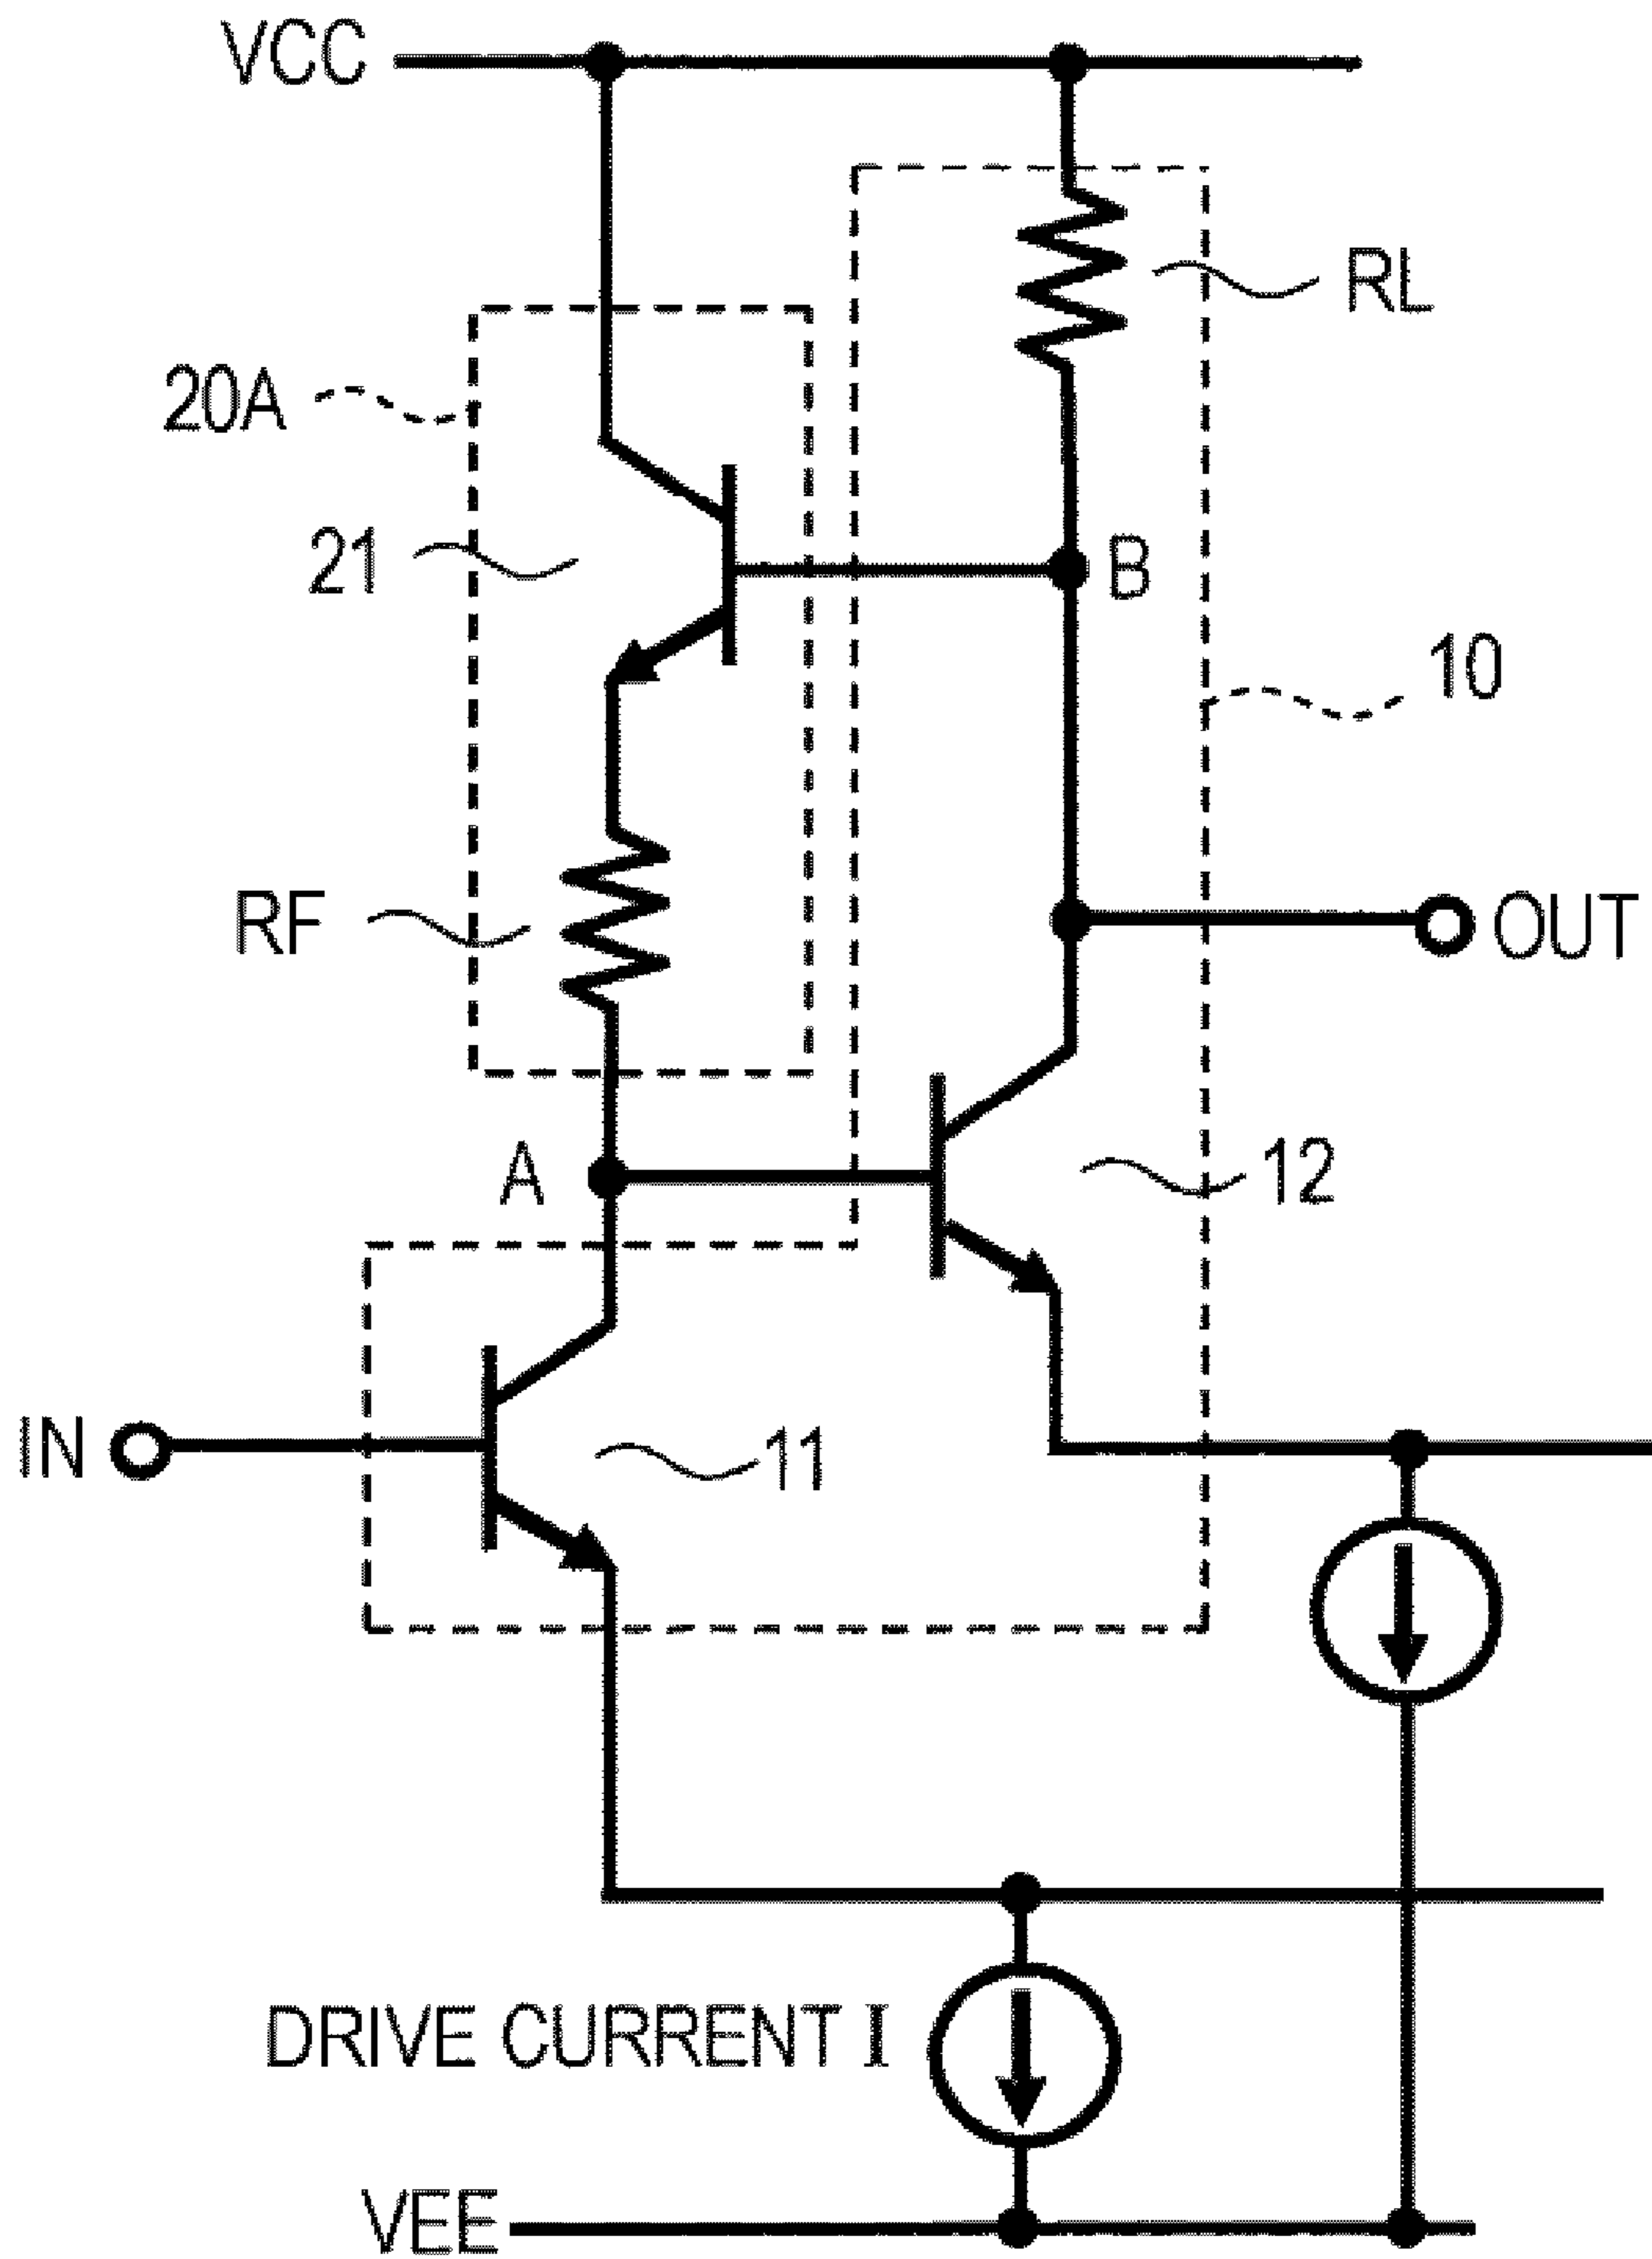 VCC
RL
20A
21
B
10
RF
OUT
A
12
IN
11
DRIVE CURRENT I
VEE